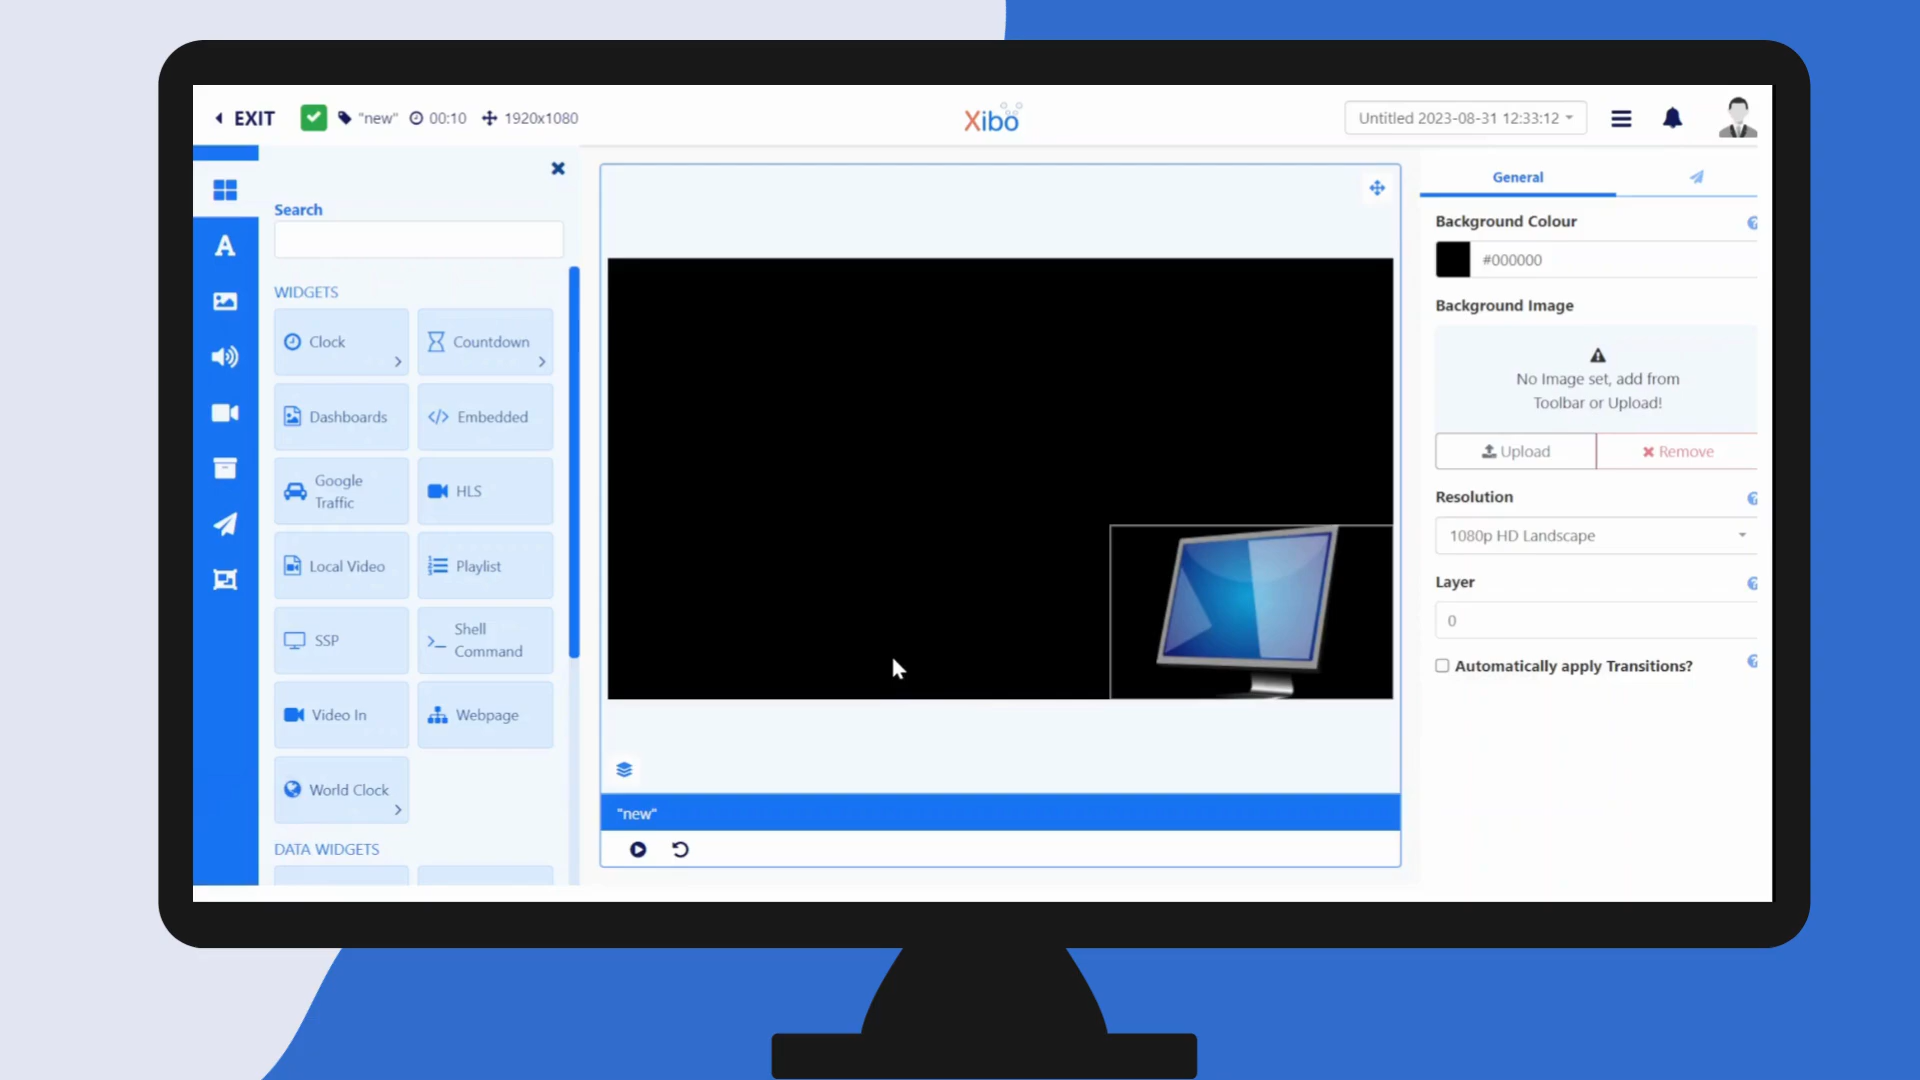 EXIT
"new"
00:10
1920x1080
Xibo
Untitled 2023-08-31 12:33:12
Search
WIDGETS
Clock
Countdown
Dashboards
Embedded
Google
Traffic
HLS
Local Video
Playlist
SSP
Shell
Command
Video In
Webpage
World Clock
DATA WIDGETS
"new"
General
Background Colour
#000000
Background Image
No Image set, add from
Toolbar or Upload!
Upload
Remove
Resolution
1080p HD Landscape
Layer
0
Automatically apply Transitions?